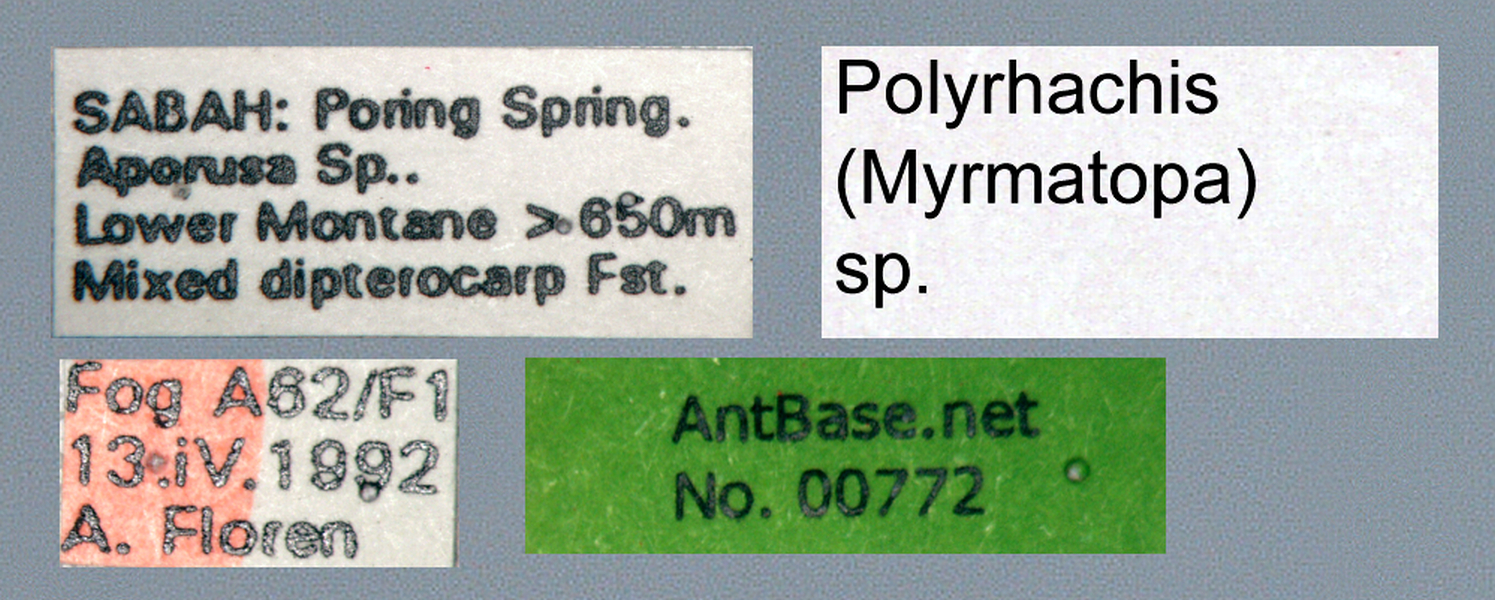 SABAH: Poring Spring.
Aporusa Sp..
Lower Montane > 650m
Mixed dipterocarp Fst.
Polyrhachis
(Myrmatopa)
sp.
Fog A62/F1
13.iV.1992
A. Floren
AntBase.net
No. 00772